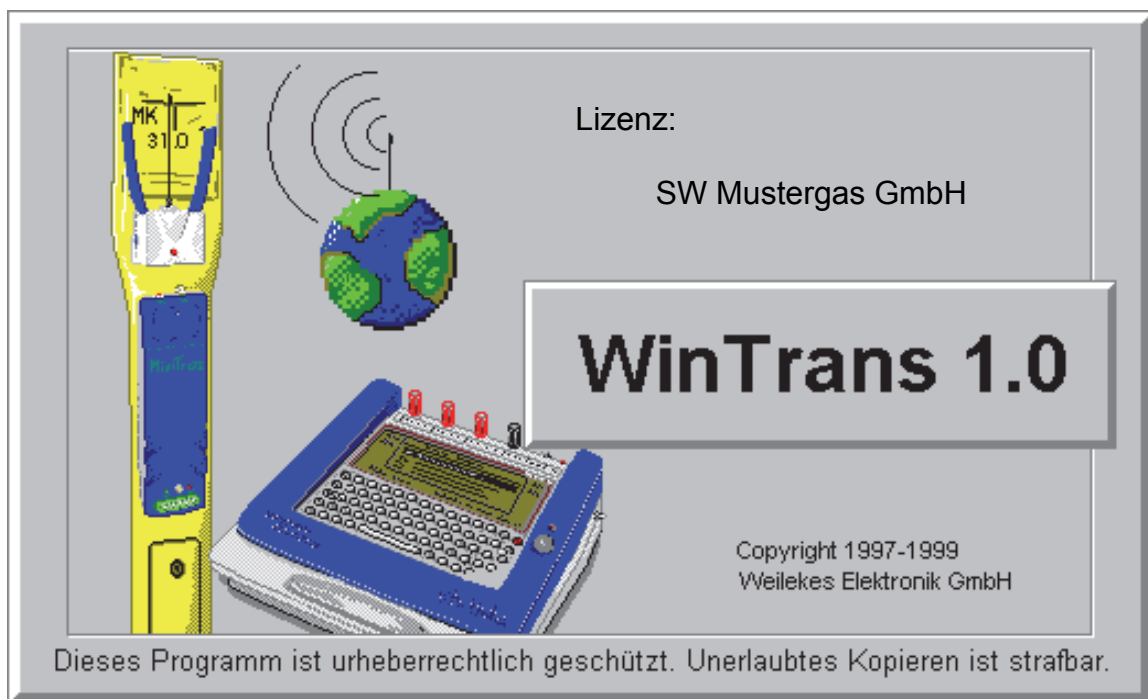 MK
31.0
MiniTrans
Lizenz:
SW Mustergas GmbH
WinTrans 1.0
Copyright 1997-1999
Weilekes Elektronik GmbH
Dieses Programm ist urheberrechtlich geschützt. Unerlaubtes Kopieren ist strafbar.